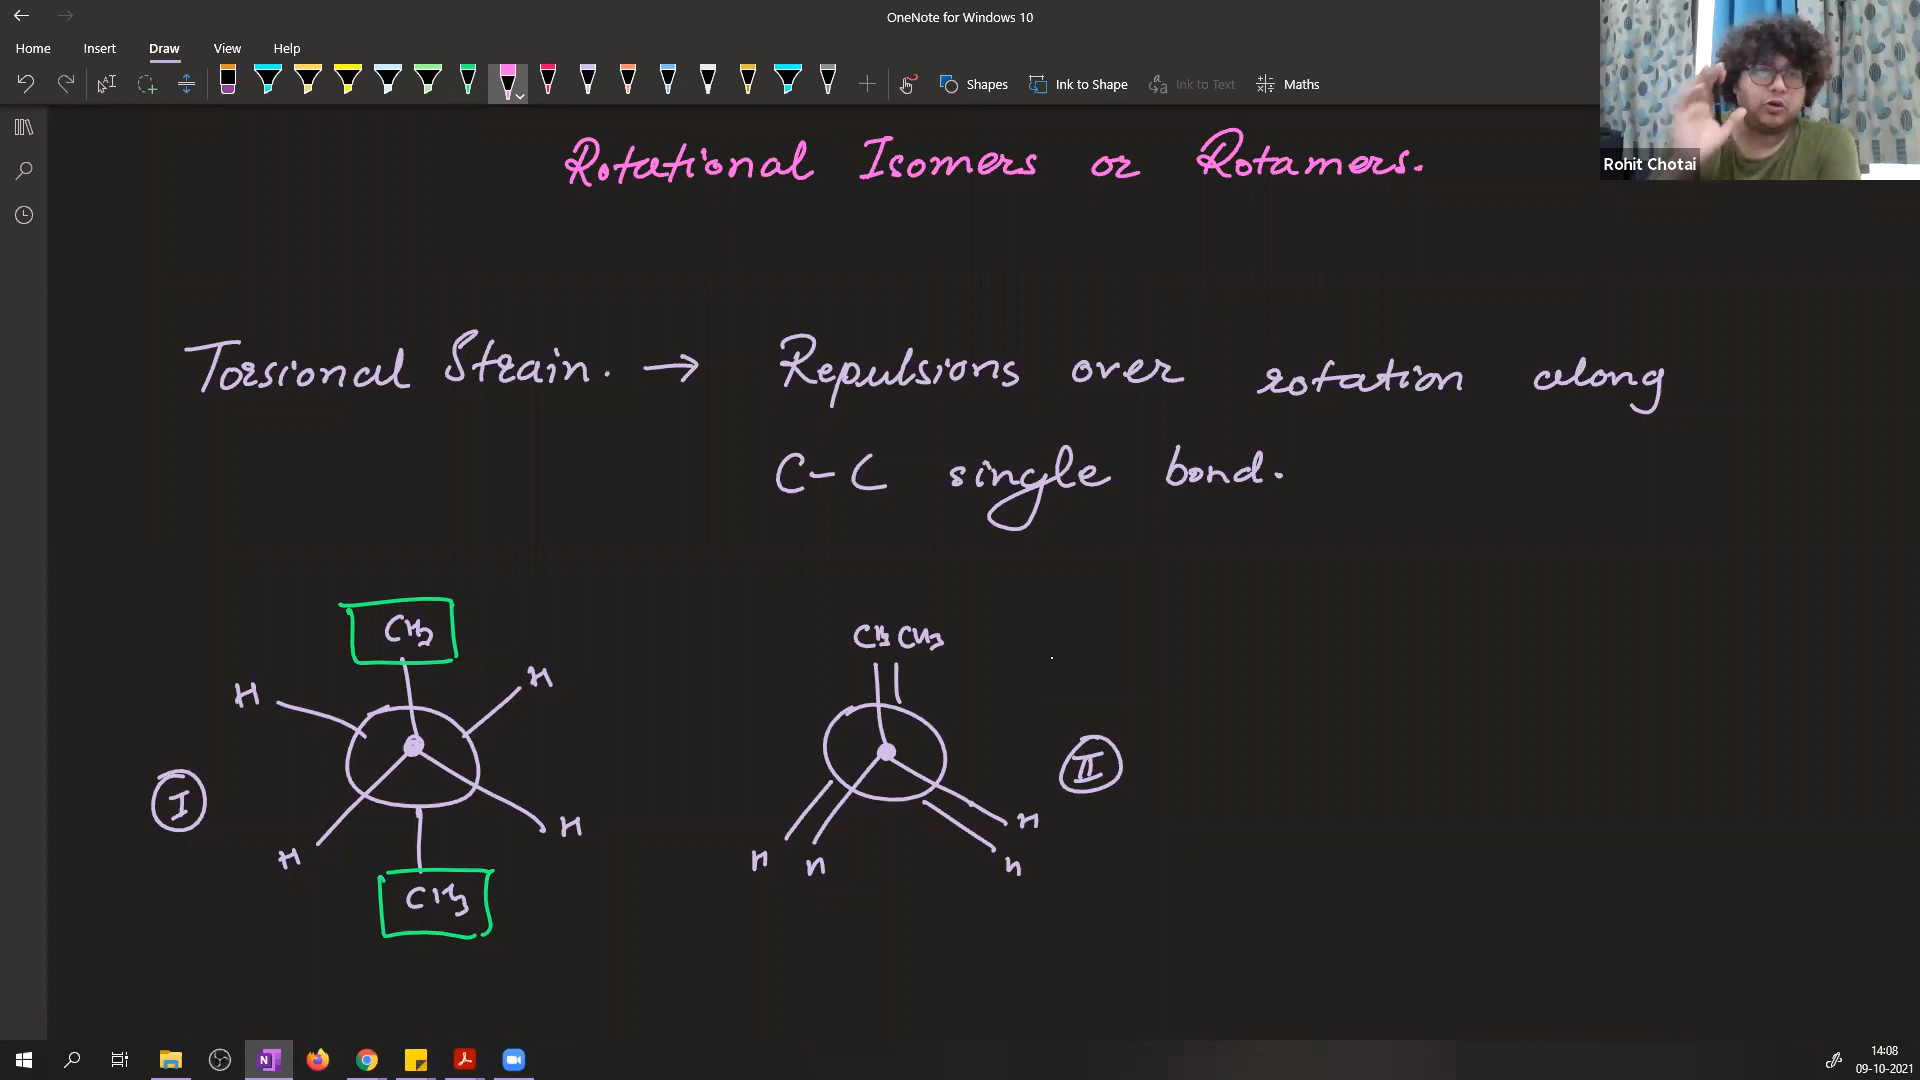 OneNote for Windows 10
Home Insert Draw View Help
Shapes Ink to Shape Ink to Text Maths
Rohit Chotai
Rotational Isomers or Rotamers.
Torsional Strain. → Repulsions over rotation along
C-C single bond.
CH3
H H
I
H H
CH3
CH3 CH3
II
H
H H H
14:08
09-10-2021